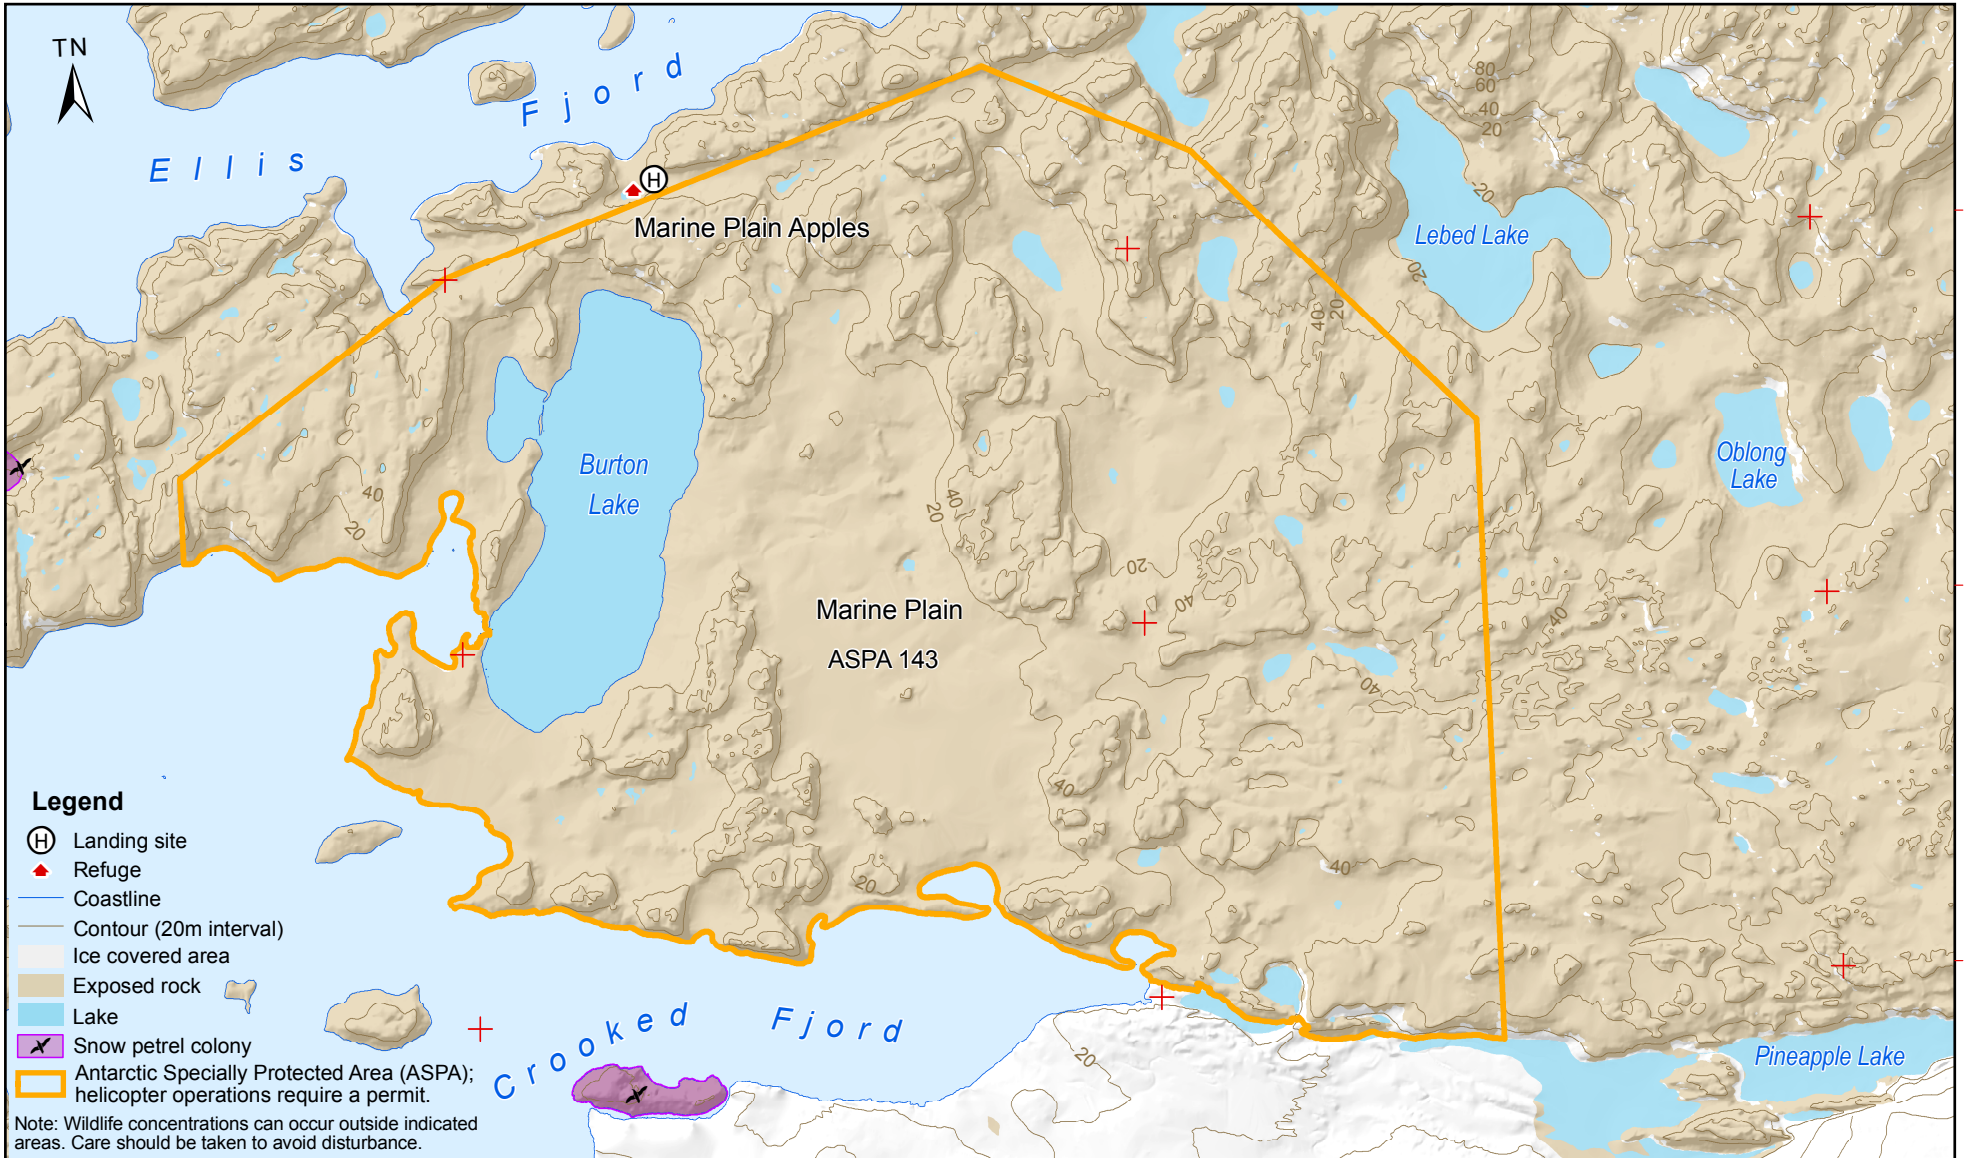 TN
Ellis Fjord
80
60
40
20
20
Lebed Lake
20
H
Marine Plain Apples
40
20
Burton
Lake
Oblong
Lake
40
20
40
20
20
40
40
Marine Plain
ASPA 143
40
40
20
40
Crooked Fjord
20
Pineapple Lake
Legend
H Landing site
Refuge
Coastline
Contour (20m interval)
Ice covered area
Exposed rock
Lake
Snow petrel colony
Antarctic Specially Protected Area (ASPA);
helicopter operations require a permit.
Note: Wildlife concentrations can occur outside indicated
areas. Care should be taken to avoid disturbance.